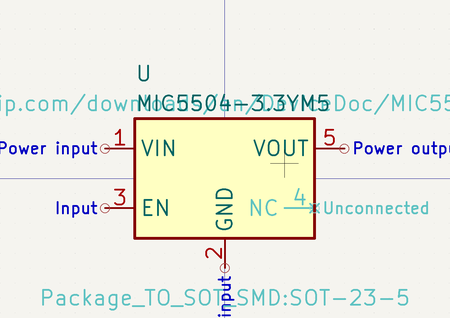 U
MIC5504-3.3YM5
ip.com/downloads/en/DeviceDoc/MIC55
Power input 1 VIN VOUT 5 Power outpu
Input 3 EN GND NC 4 Unconnected
2
input
Package_TO_SOT_SMD:SOT-23-5